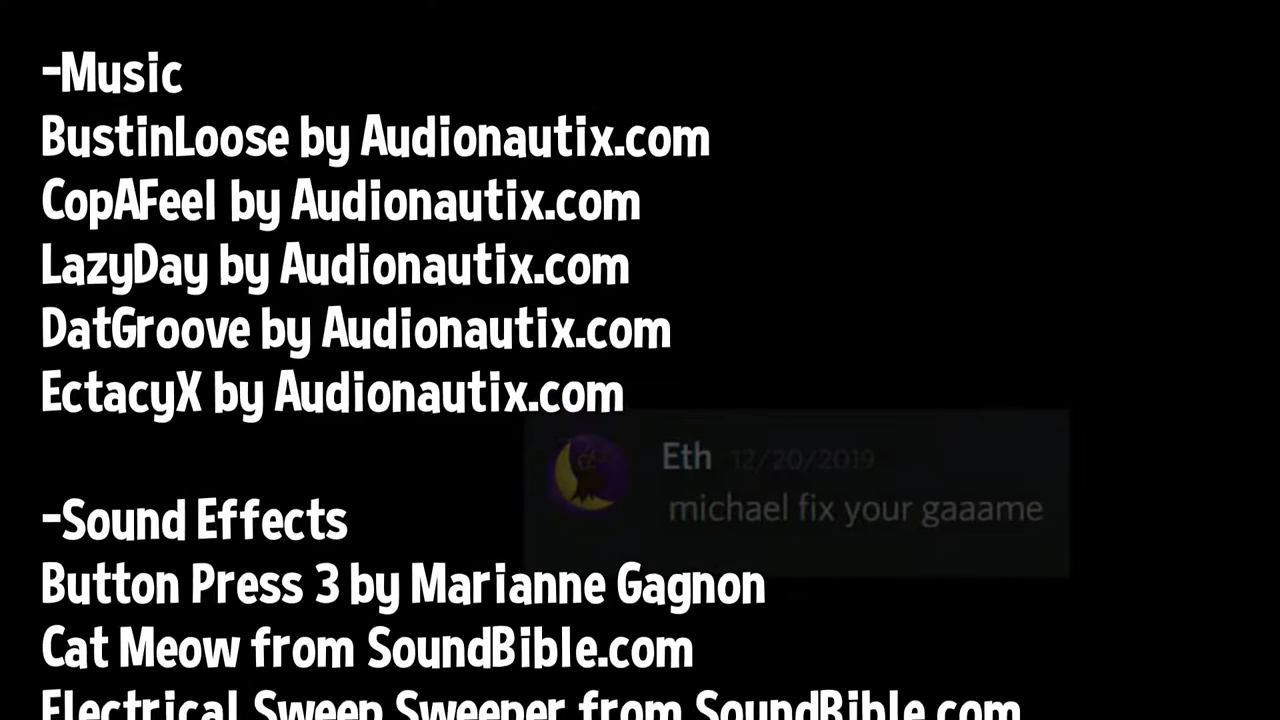 -Music
BustinLoose by Audionautix.com
CopAFeel by Audionautix.com
LazyDay by Audionautix.com
DatGroove by Audionautix.com
EctacyX by Audionautix.com
Eth 12/20/2019
michael fix your gaaame
-Sound Effects
Button Press 3 by Marianne Gagnon
Cat Meow from SoundBible.com
Electrical Sweep Sweeper from SoundBible.com